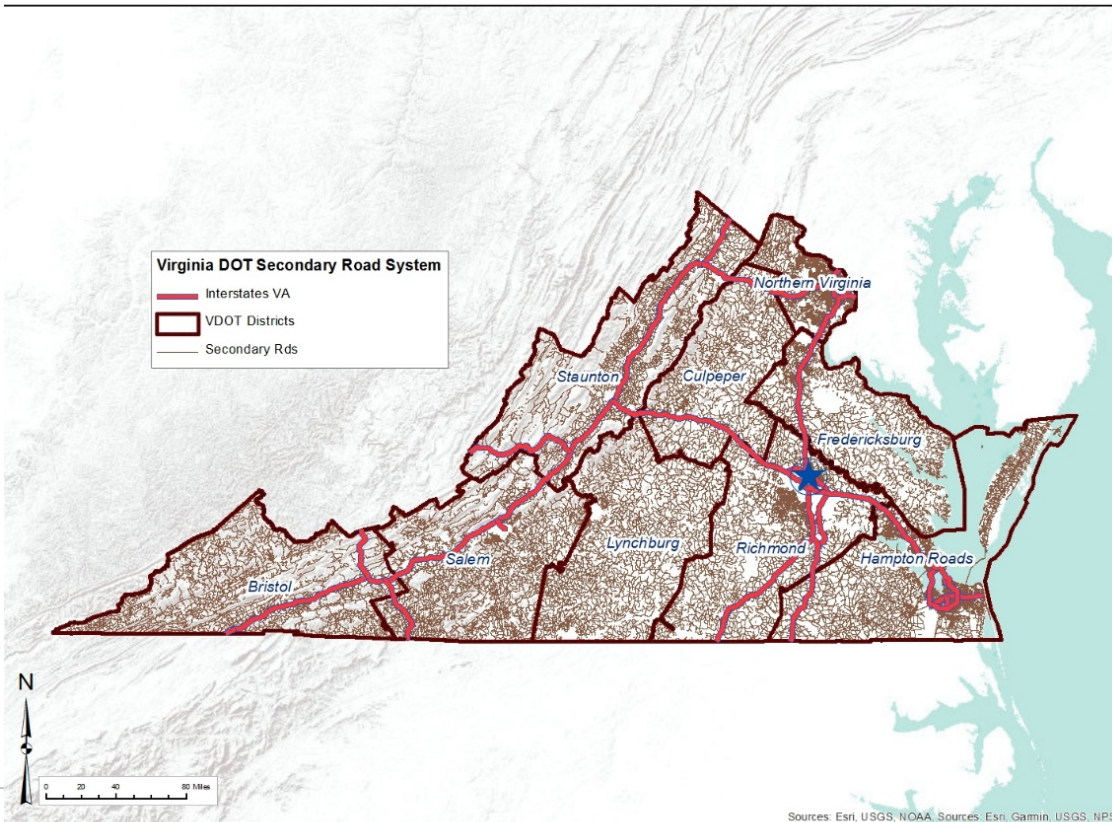 Virginia DOT Secondary Road System
Interstates VA
VDOT Districts
Secondary Rds
Northern Virginia
Staunton
Culpeper
Fredericksburg
Lynchburg
Richmond
Hampton Roads
Salem
Bristol
N
0 20 40 80 Miles
Sources: Esri, USGS, NOAA, Sources: Esri, Garmin, USGS, NPS